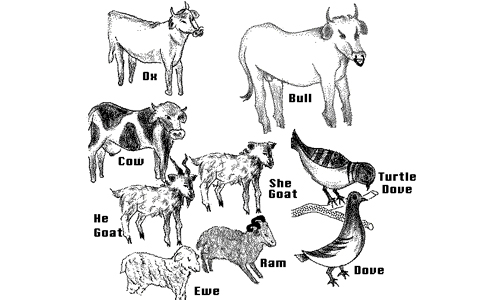 Ox
Bull
Cow
She
Goat
Turtle
Dove
He
Goat
Ram
Dove
Ewe